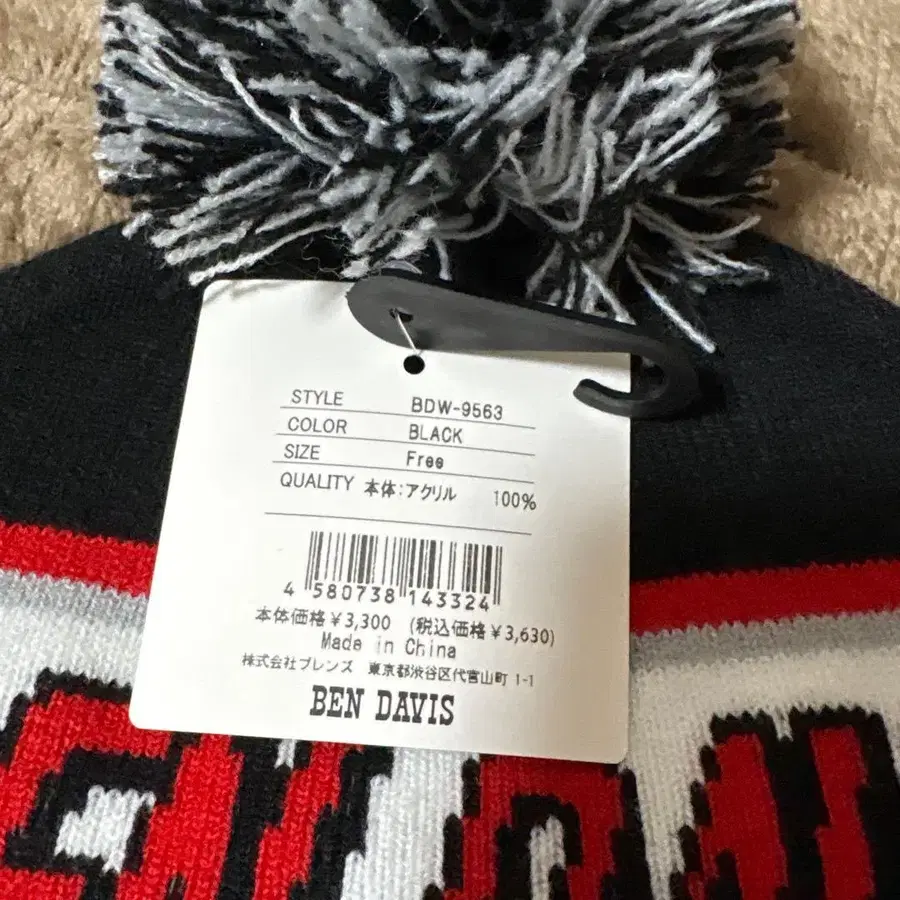 STYLE BDW-9563
COLOR BLACK
SIZE Free
QUALITY 本体:アクリル 100%
4 580738 143324
本体価格¥3,300 (税込価格¥3,630)
Made in China
株式会社ブレンズ 東京都渋谷区代官山町 1-1
BEN DAVIS